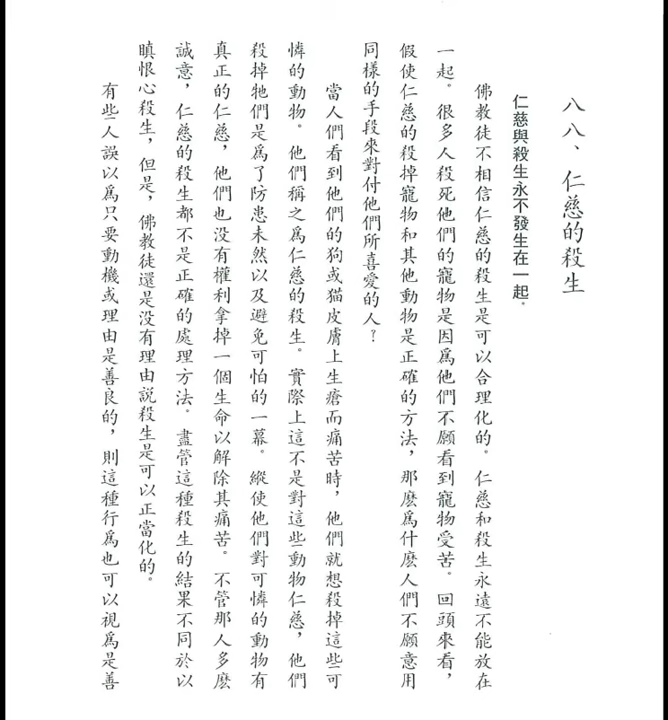 八八、仁慈的殺生
仁慈與殺生永不發生在一起。
佛教徒不相信仁慈的殺生是可以合理化的。仁慈和殺生永遠不能放在
一起。很多人殺死他們的寵物是因爲他們不願看到寵物受苦。回頭來看，
假使仁慈的殺掉寵物和其他動物是正確的方法，那麽爲什麽人們不願意用
同樣的手段來對付他們所喜愛的人？
當人們看到他們的狗或猫皮膚上生瘡而痛苦時，他們就想殺掉這些可
憐的動物。他們稱之爲仁慈的殺生。實際上這不是對這些動物仁慈，他們
殺掉牠們是爲了防患未然以及避免可怕的一幕。縱使他們對可憐的動物有
真正的仁慈，他們也没有權利拿掉一個生命以解除其痛苦。不管那人多麽
誠意，仁慈的殺生都不是正確的處理方法。盡管這種殺生的結果不同於以
瞋恨心殺生，但是，佛教徒還是没有理由説殺生是可以正當化的。
有些人誤以爲只要動機或理由是善良的，則這種行爲也可以視爲是善